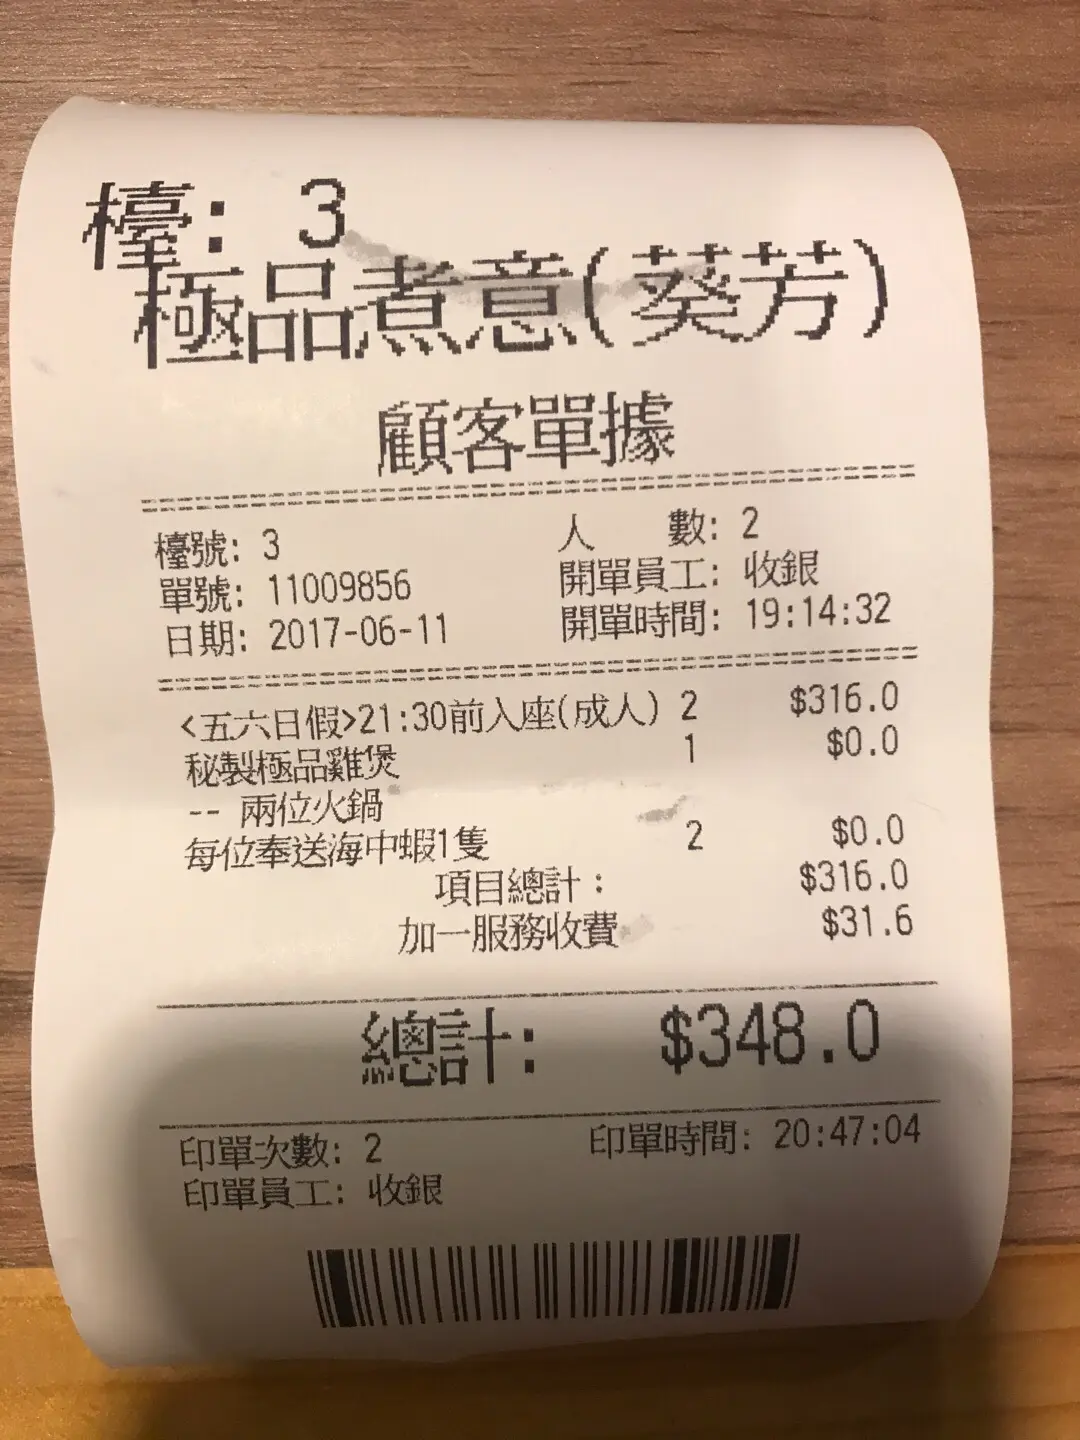 檯: 3
極品煮意(葵芳)
顧客單據
檯號: 3 人 數: 2
單號: 11009856 開單員工: 收銀
日期: 2017-06-11 開單時間: 19:14:32
<五六日假>21:30前入座(成人) 2 $316.0
秘製極品雞煲 1 $0.0
-- 兩位火鍋
每位奉送海中蝦1隻 2 $0.0
項目總計: $316.0
加一服務收費 $31.6
總計: $348.0
印單次數: 2 印單時間: 20:47:04
印單員工: 收銀